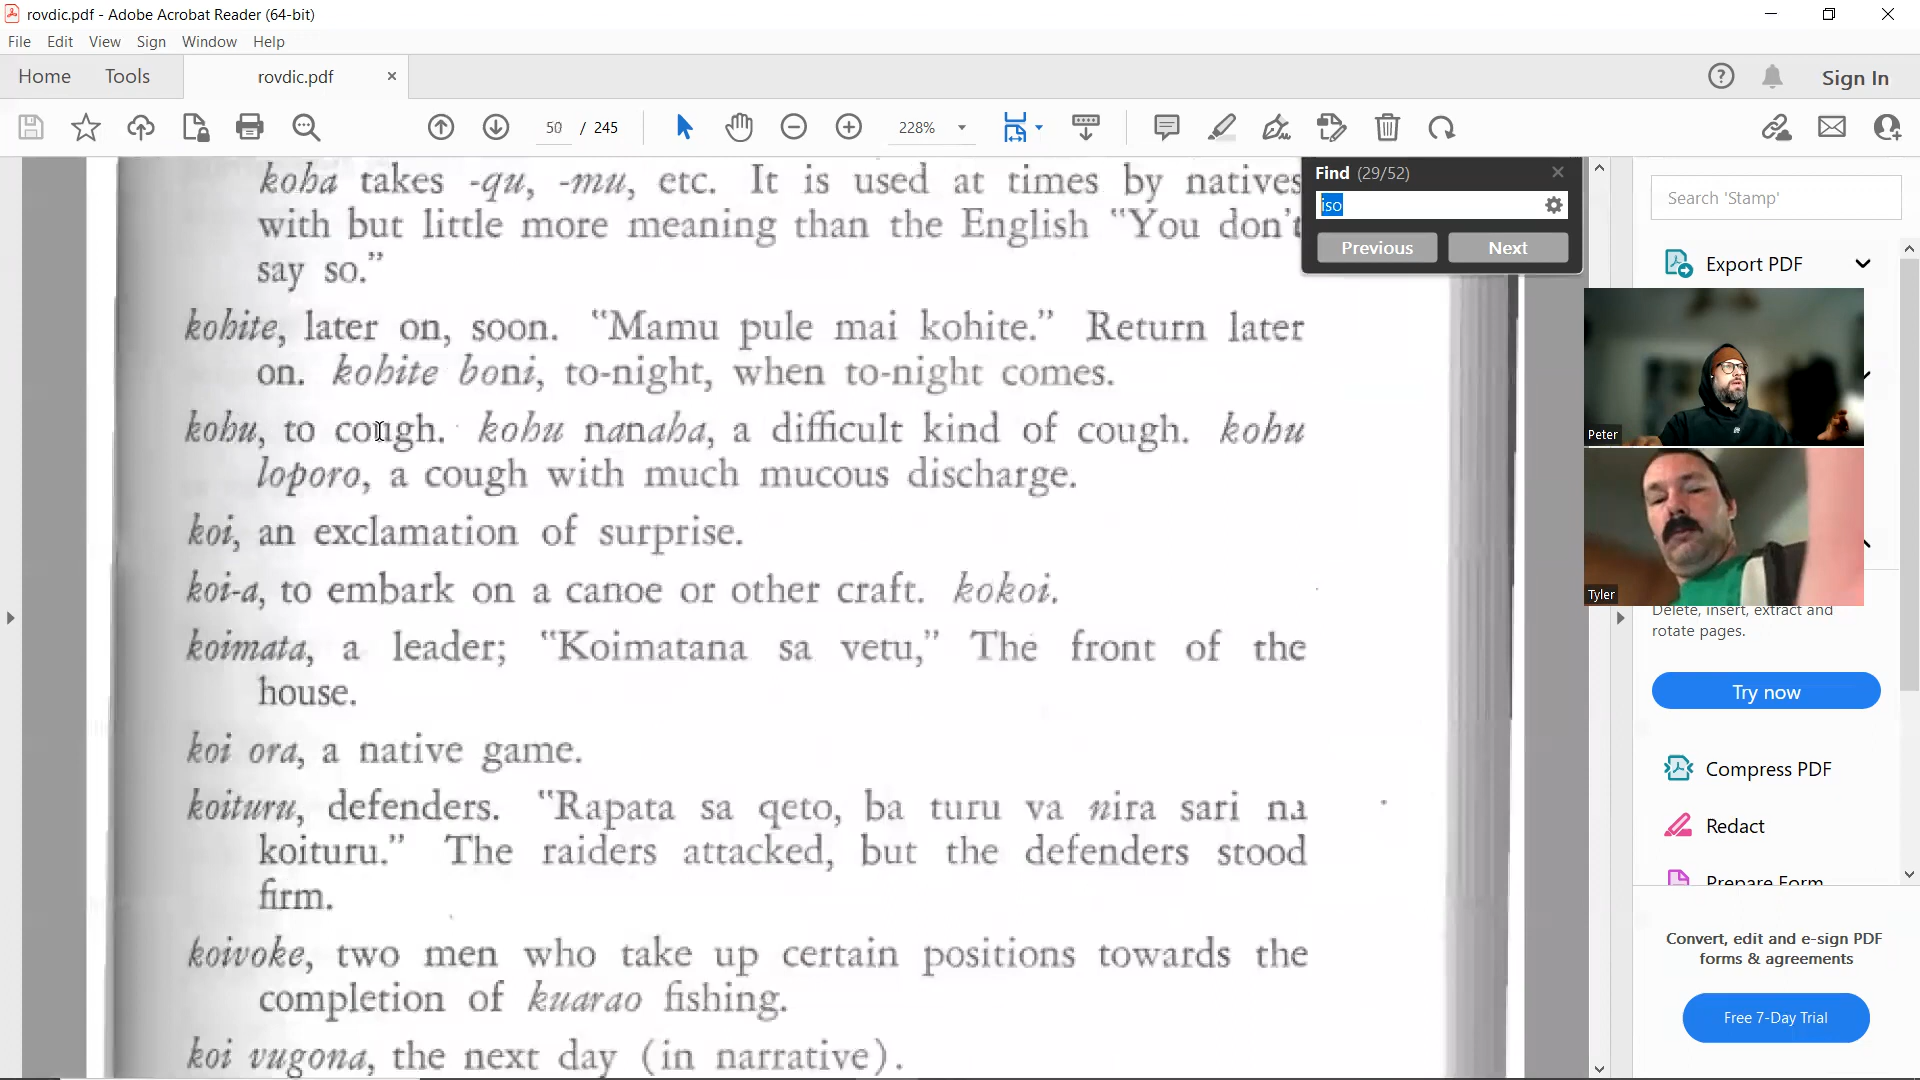 rovdic.pdf - Adobe Acrobat Reader (64-bit)
File Edit View Sign Window Help
Home Tools rovdic.pdf × Sign In
50 / 245 228%
Find (29/52)
iso
Previous Next
Search 'Stamp'
Export PDF
koha takes -qu, -mu, etc. It is used at times by natives
with but little more meaning than the English "You don't
say so."
kohite, later on, soon. "Mamu pule mai kohite." Return later
on. kohite boni, to-night, when to-night comes.
kohu, to cough. kohu nanaha, a difficult kind of cough. kohu
loporo, a cough with much mucous discharge.
koi, an exclamation of surprise.
koi-a, to embark on a canoe or other craft. kokoi.
koimata, a leader; "Koimatana sa vetu," The front of the
house.
koi ora, a native game.
koituru, defenders. "Rapata sa qeto, ba turu va nira sari na
koituru." The raiders attacked, but the defenders stood
firm.
koivoke, two men who take up certain positions towards the
completion of kuarao fishing.
koi vugona, the next day (in narrative).
Peter
Tyler
Delete, insert, extract and
rotate pages.
Try now
Compress PDF
Redact
Prepare Form
Convert, edit and e-sign PDF
forms & agreements
Free 7-Day Trial